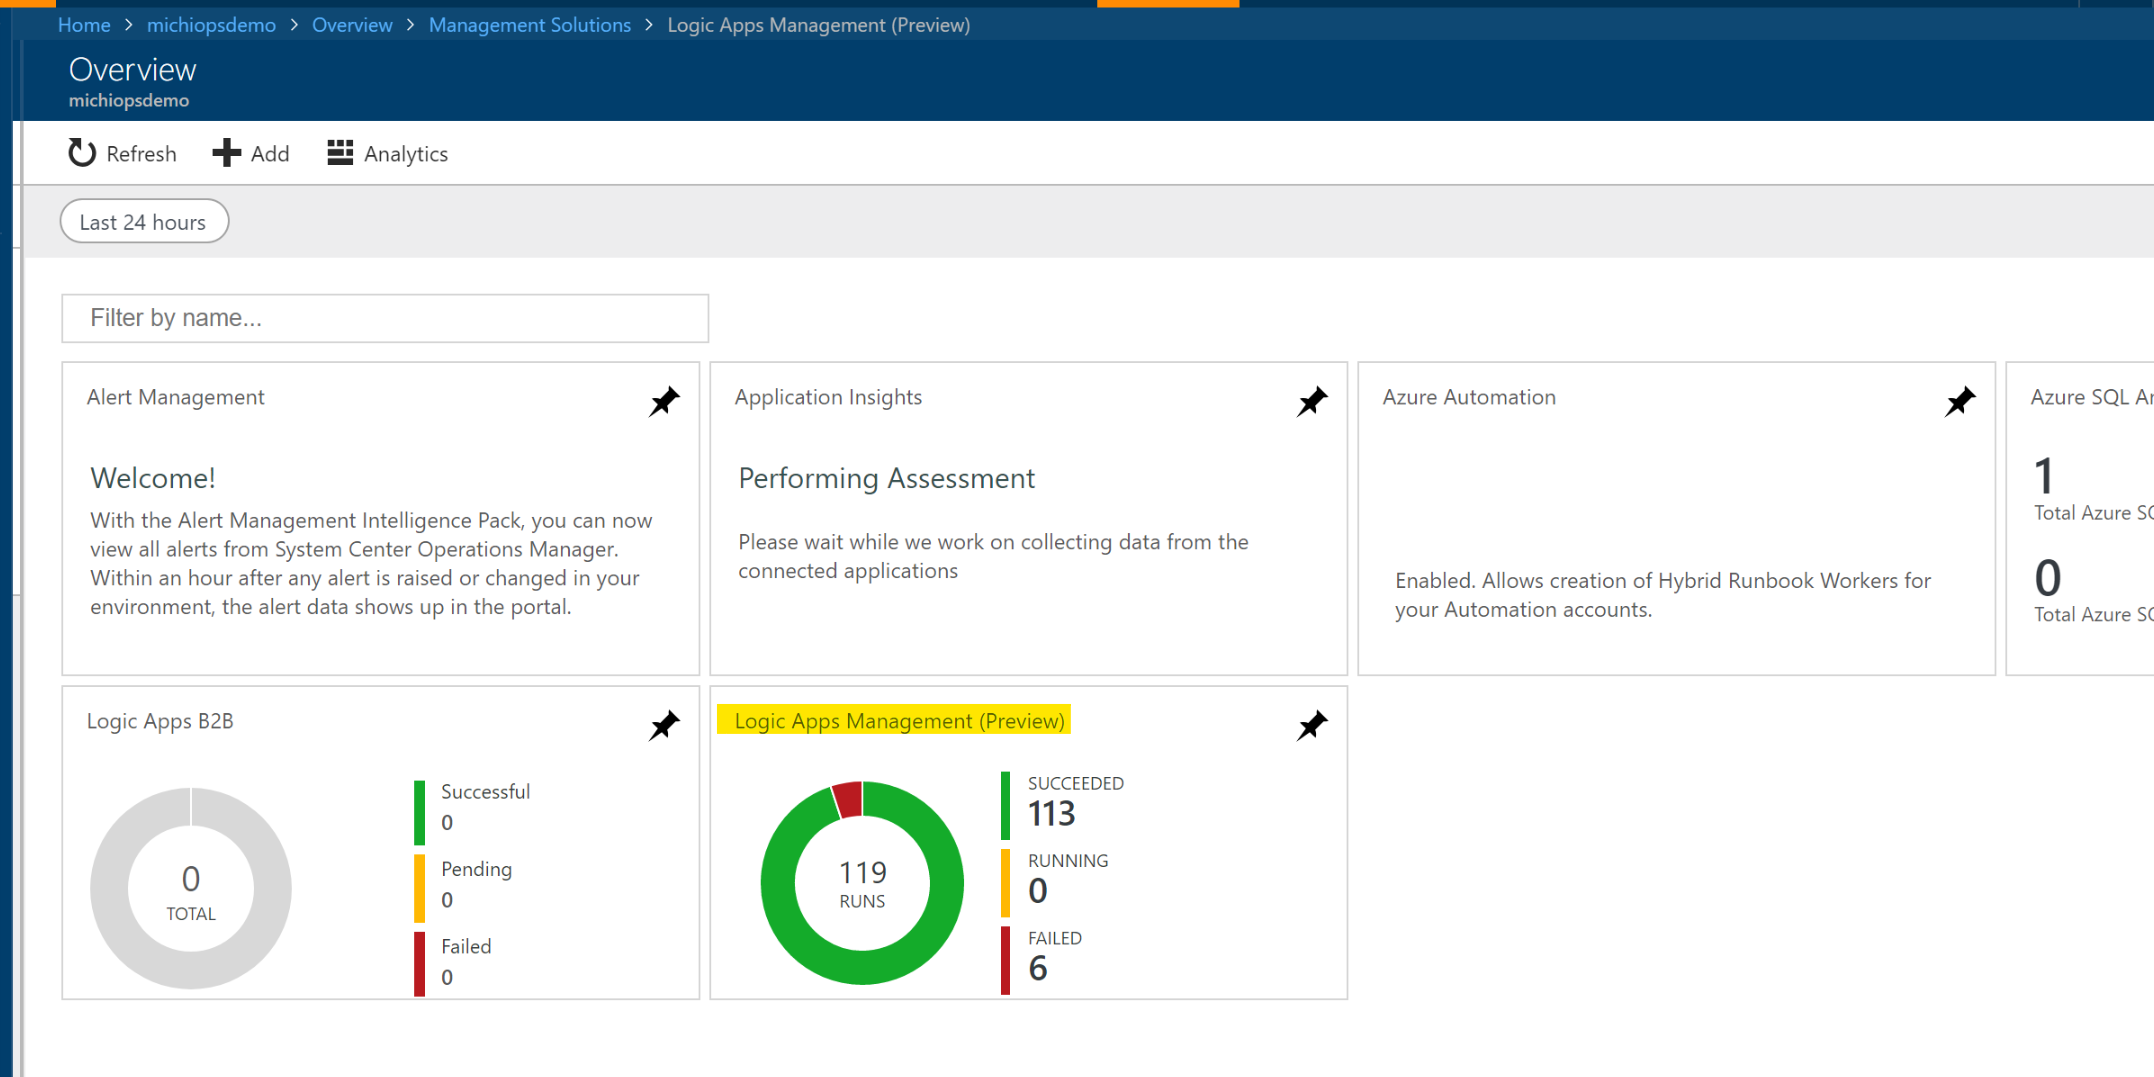 Home > michiopsdemo > Overview > Management Solutions > Logic Apps Management (Preview)
Overview
michiopsdemo
Refresh Add Analytics
Last 24 hours
Filter by name...
Alert Management
Welcome!
With the Alert Management Intelligence Pack, you can now
view all alerts from System Center Operations Manager.
Within an hour after any alert is raised or changed in your
environment, the alert data shows up in the portal.
Application Insights
Performing Assessment
Please wait while we work on collecting data from the
connected applications
Azure Automation
Enabled. Allows creation of Hybrid Runbook Workers for
your Automation accounts.
Azure SQL
1
Total Azure
0
Total Azure
Logic Apps B2B
0
TOTAL
Successful
0
Pending
0
Failed
0
Logic Apps Management (Preview)
119
RUNS
SUCCEEDED
113
RUNNING
0
FAILED
6